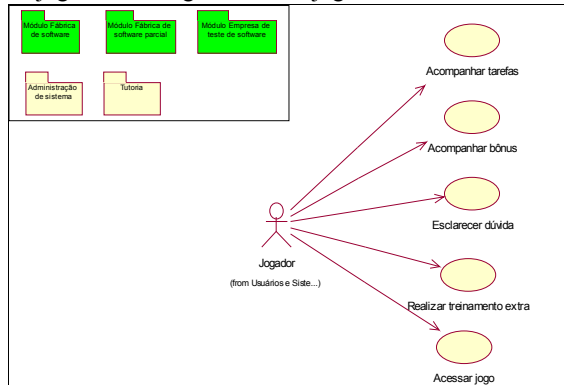 Módulo Fábrica
de software
Módulo Fábrica de
software parcial
Módulo Empresa de
teste de software
Administração
de sistema
Tutoria
Acompanhar tarefas
Acompanhar bônus
Esclarecer dúvida
Jogador
(from Usuários e Siste...)
Realizar treinamento extra
Acessar jogo